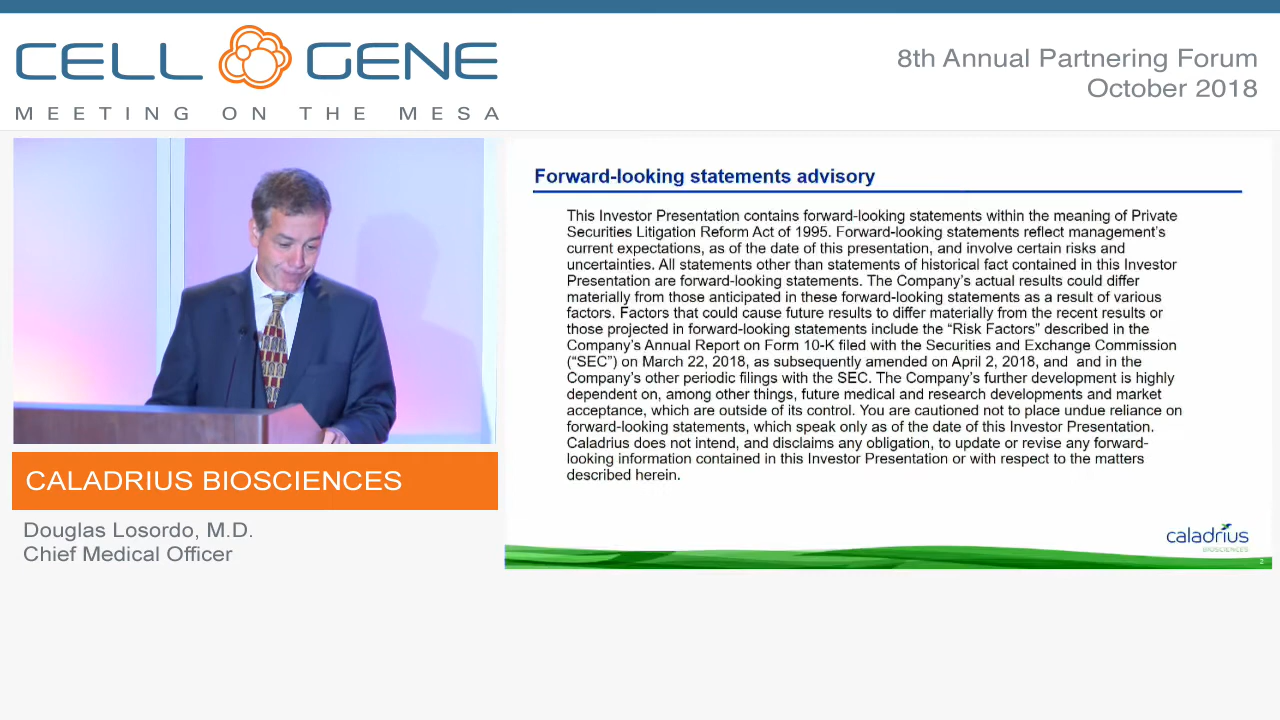 CELL GENE
MEETING ON THE MESA
8th Annual Partnering Forum
October 2018
Forward-looking statements advisory
This Investor Presentation contains forward-looking statements within the meaning of Private
Securities Litigation Reform Act of 1995. Forward-looking statements reflect management's
current expectations, as of the date of this presentation, and involve certain risks and
uncertainties. All statements other than statements of historical fact contained in this Investor
Presentation are forward-looking statements. The Company's actual results could differ
materially from those anticipated in these forward-looking statements as a result of various
factors. Factors that could cause future results to differ materially from the recent results or
those projected in forward-looking statements include the “Risk Factors” described in the
Company's Annual Report on Form 10-K filed with the Securities and Exchange Commission
(“SEC”) on March 22, 2018, as subsequently amended on April 2, 2018, and  and in the
Company's other periodic filings with the SEC. The Company's further development is highly
dependent on, among other things, future medical and research developments and market
acceptance, which are outside of its control. You are cautioned not to place undue reliance on
forward-looking statements, which speak only as of the date of this Investor Presentation.
Caladrius does not intend, and disclaims any obligation, to update or revise any forward-
looking information contained in this Investor Presentation or with respect to the matters
described herein.
caladrius
BIOSCIENCES
2
CALADRIUS BIOSCIENCES
Douglas Losordo, M.D.
Chief Medical Officer